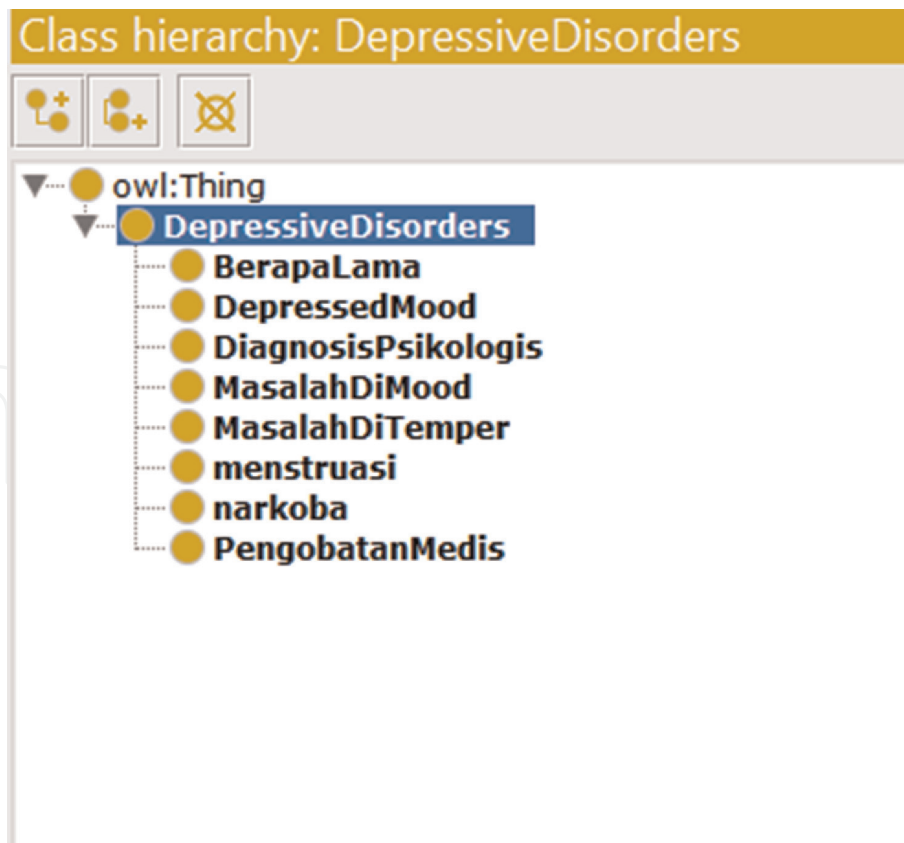 Class hierarchy: DepressiveDisorders
owl:Thing
DepressiveDisorders
BerapaLama
DepressedMood
DiagnosisPsikologis
MasalahDiMood
MasalahDiTemper
menstruasi
narkoba
PengobatanMedis